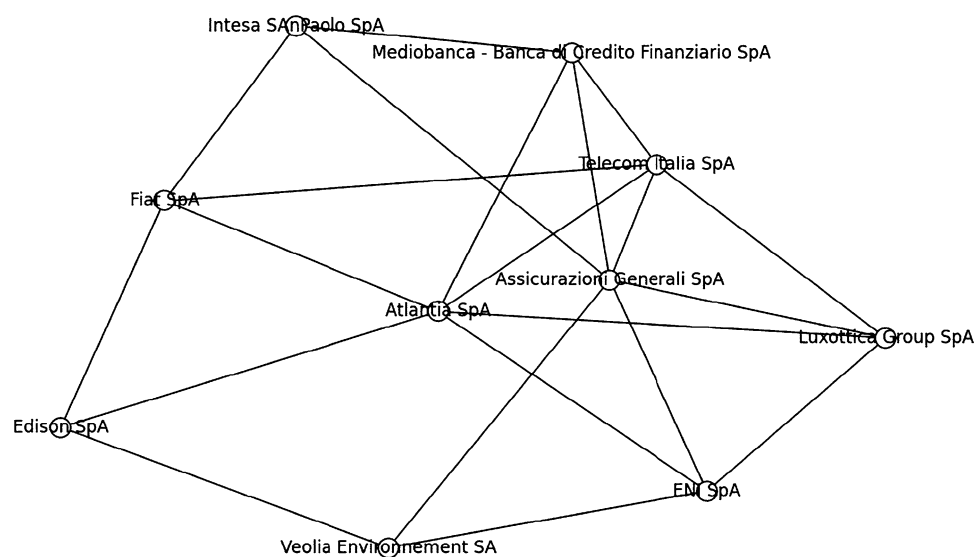 Intesa SAnPaolo SpA
Mediobanca - Banca di Credito Finanziario SpA
Telecom Italia SpA
Fiat SpA
Assicurazioni Generali SpA
Atlantia SpA
Luxottica Group SpA
Edison SpA
ENI SpA
Veolia Environnement SA